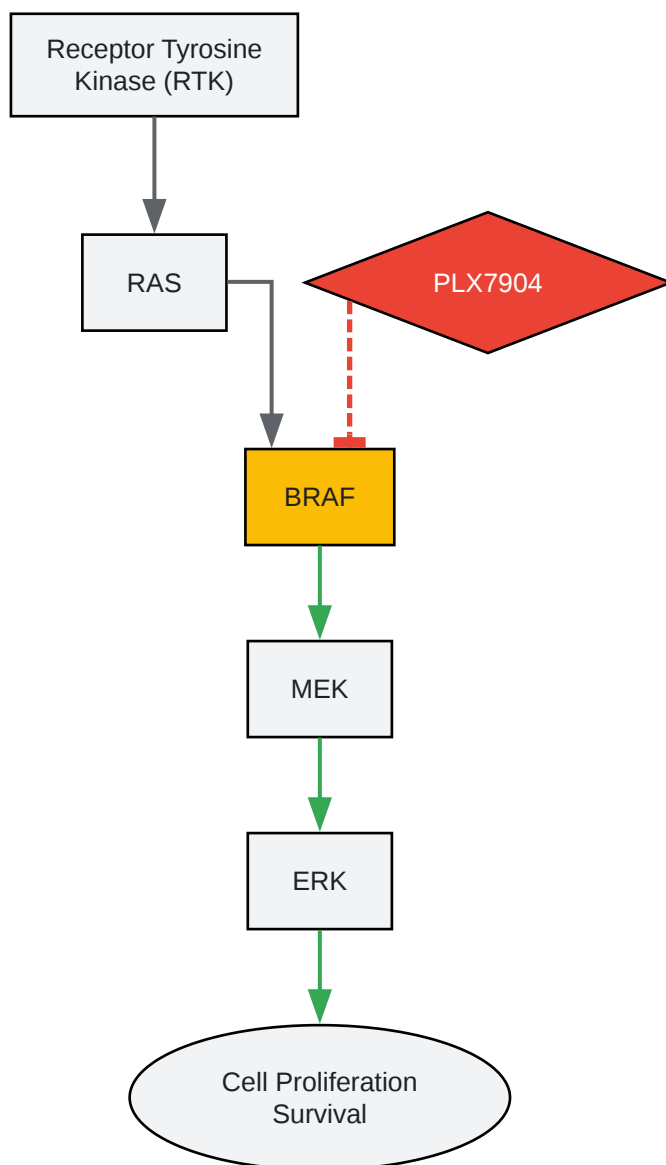 Receptor Tyrosine
Kinase (RTK)
RAS
PLX7904
BRAF
MEK
ERK
Cell Proliferation
Survival